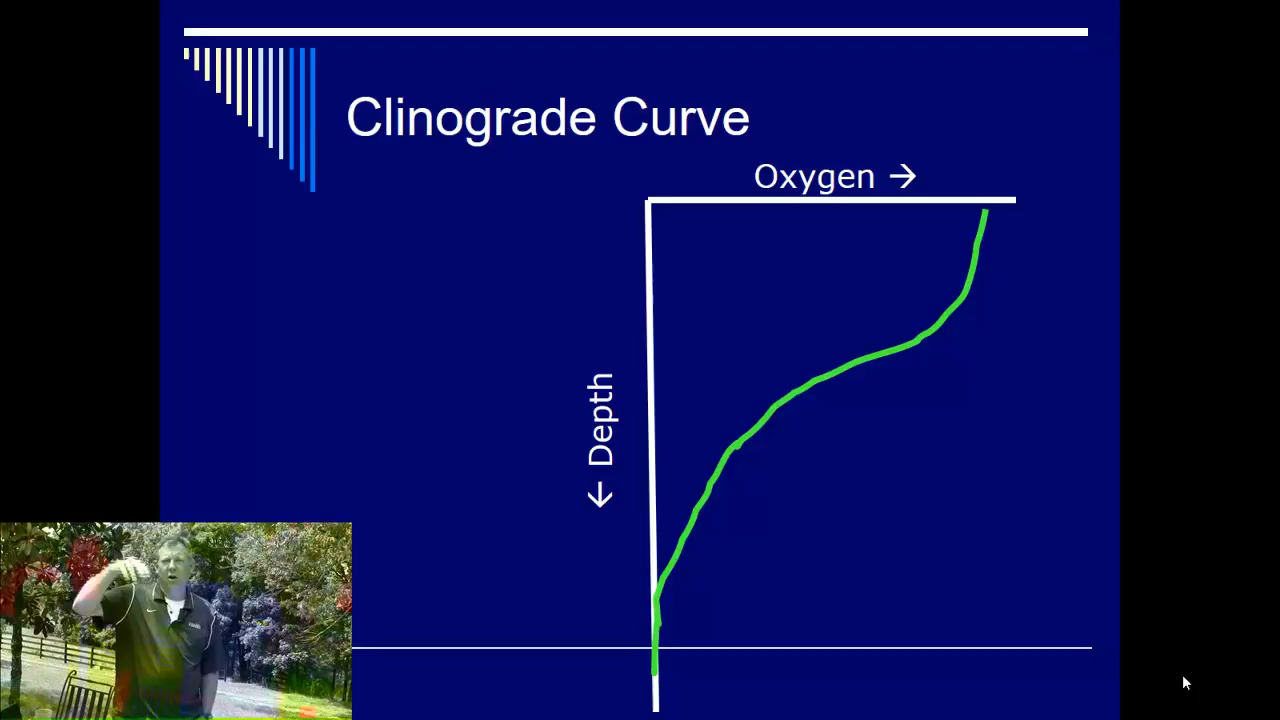 Clinograde Curve
Oxygen →
← Depth